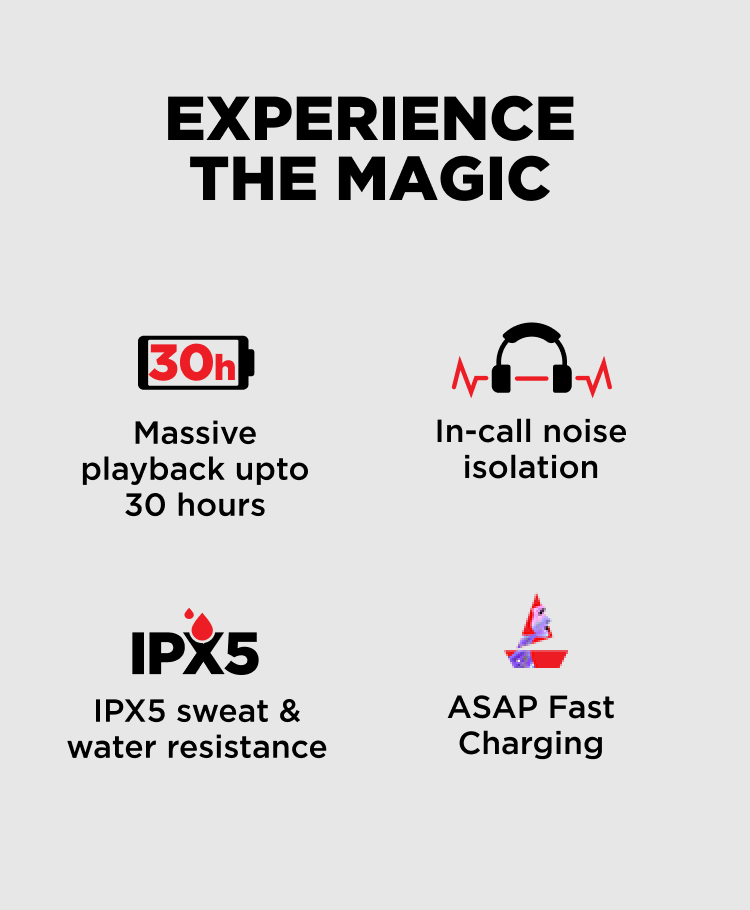 EXPERIENCE
THE MAGIC
30h
Massive
playback upto
30 hours
In-call noise
isolation
IPX5
IPX5 sweat &
water resistance
ASAP Fast
Charging